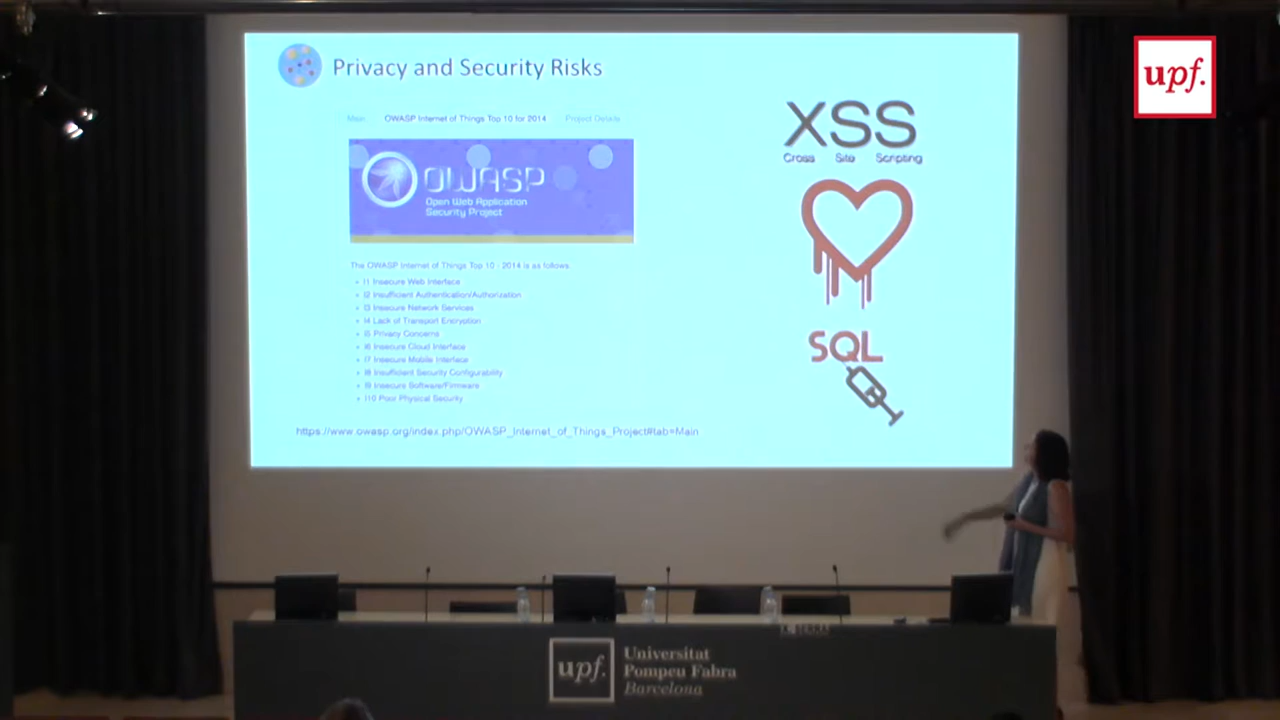 Privacy and Security Risks
Main
OWASP Internet of Things Top 10 for 2014
Project Details
OWASP
Open Web Application
Security Project
The OWASP Internet of Things Top 10 - 2014 is as follows:
I1 Insecure Web Interface
I2 Insufficient Authentication/Authorization
I3 Insecure Network Services
I4 Lack of Transport Encryption
I5 Privacy Concerns
I6 Insecure Cloud Interface
I7 Insecure Mobile Interface
I8 Insufficient Security Configurability
I9 Insecure Software/Firmware
I10 Poor Physical Security
https://www.owasp.org/index.php/OWASP_Internet_of_Things_Project#tab=Main
XSS
Cross Site Scripting
SQL
upf.
upf.
Universitat
Pompeu Fabra
Barcelona